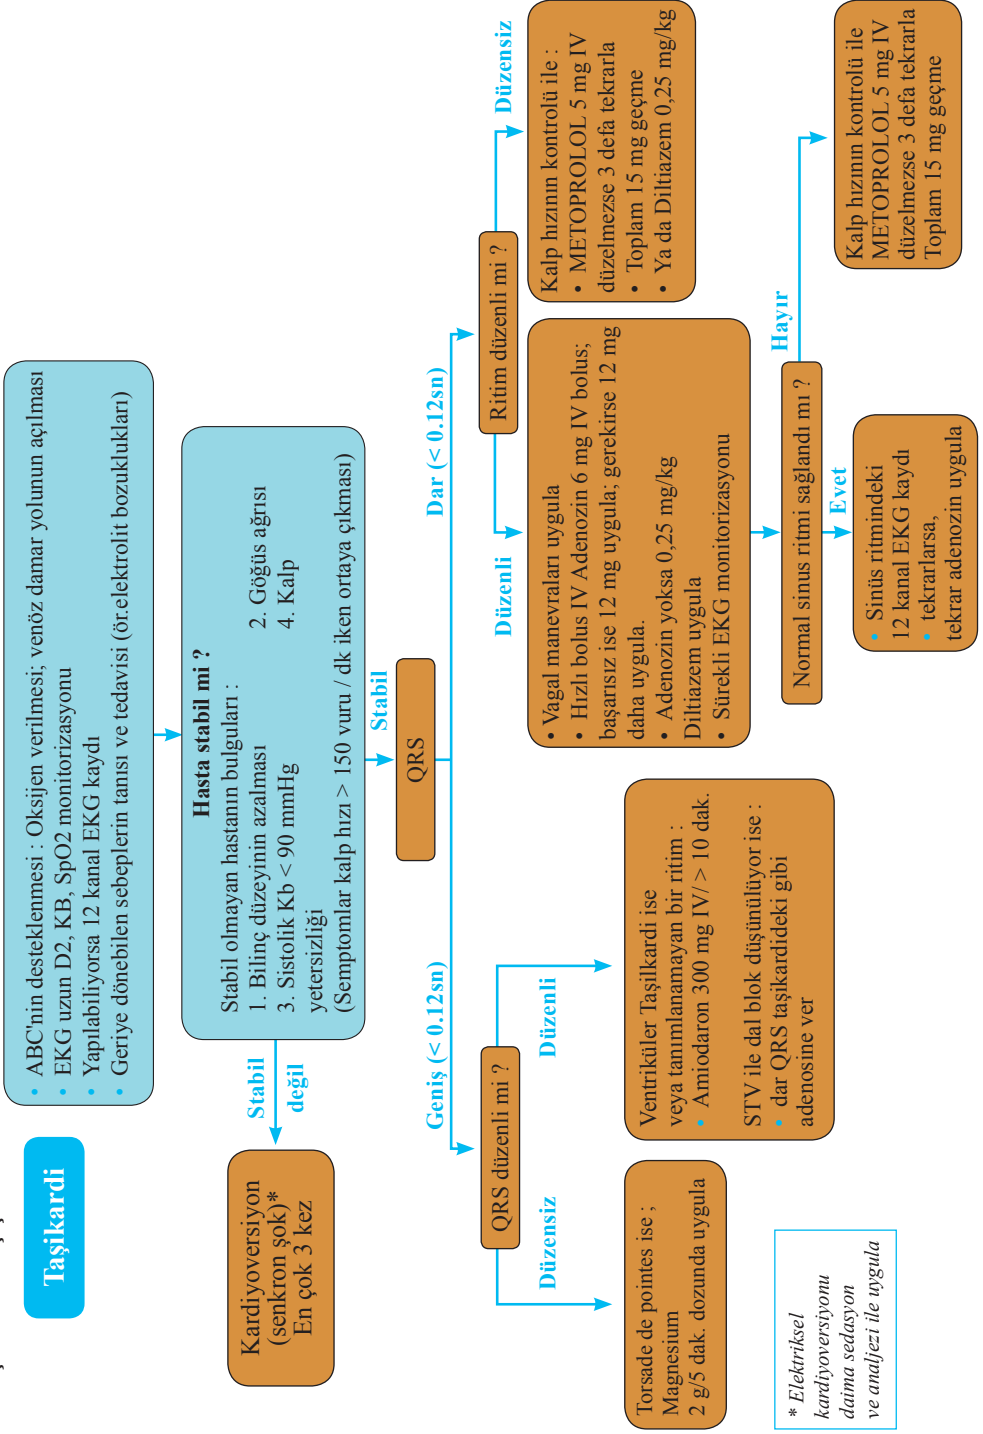 Taşikardi
• ABC'nin desteklenmesi : Oksijen verilmesi; venöz damar yolunun açılması
• EKG uzun D2, KB, SpO2 monitorizasyonu
• Yapılabiliyorsa 12 kanal EKG kaydı
• Geriye dönebilen sebeplerin tanısı ve tedavisi (ör.elektrolit bozuklukları)
Hasta stabil mi ?
Stabil olmayan hastanın bulguları :
1. Bilinç düzeyinin azalması 2. Göğüs ağrısı
3. Sistolik Kb < 90 mmHg 4. Kalp
yetersizliği
(Semptomlar kalp hızı > 150 vuru / dk iken ortaya çıkması)
Stabil
değil
Kardiyoversiyon
(senkron şok)*
En çok 3 kez
Stabil
QRS
Geniş (< 0.12sn)
Dar (< 0.12sn)
QRS düzenli mi ?
Düzensiz
Düzenli
Torsade de pointes ise ;
Magnesium
2 g/5 dak. dozunda uygula
Ventriküler Taşilkardi ise
veya tanımlanamayan bir ritim :
• Amiodaron 300 mg IV/ > 10 dak.
STV ile dal blok düşünülüyor ise :
• dar QRS taşikardideki gibi
adenosine ver
Ritim düzenli mi ?
Düzenli
Düzensiz
• Vagal manevraları uygula
• Hızlı bolus IV Adenozin 6 mg IV bolus;
başarısız ise 12 mg uygula; gerekirse 12 mg
daha uygula.
• Adenozin yoksa 0,25 mg/kg
Diltiazem uygula
• Sürekli EKG monitorizasyonu
Kalp hızının kontrolü ile :
• METOPROLOL 5 mg IV
düzelmezse 3 defa tekrarla
• Toplam 15 mg geçme
• Ya da Diltiazem 0,25 mg/kg
Normal sinus ritmi sağlandı mı ?
Evet
Hayır
• Sinüs ritmindeki
12 kanal EKG kaydı
• tekrarlarsa,
tekrar adenozin uygula
Kalp hızının kontrolü ile
METOPROLOL 5 mg IV
düzelmezse 3 defa tekrarla
Toplam 15 mg geçme
* Elektriksel
kardiyoversiyonu
daima sedasyon
ve analjezi ile uygula